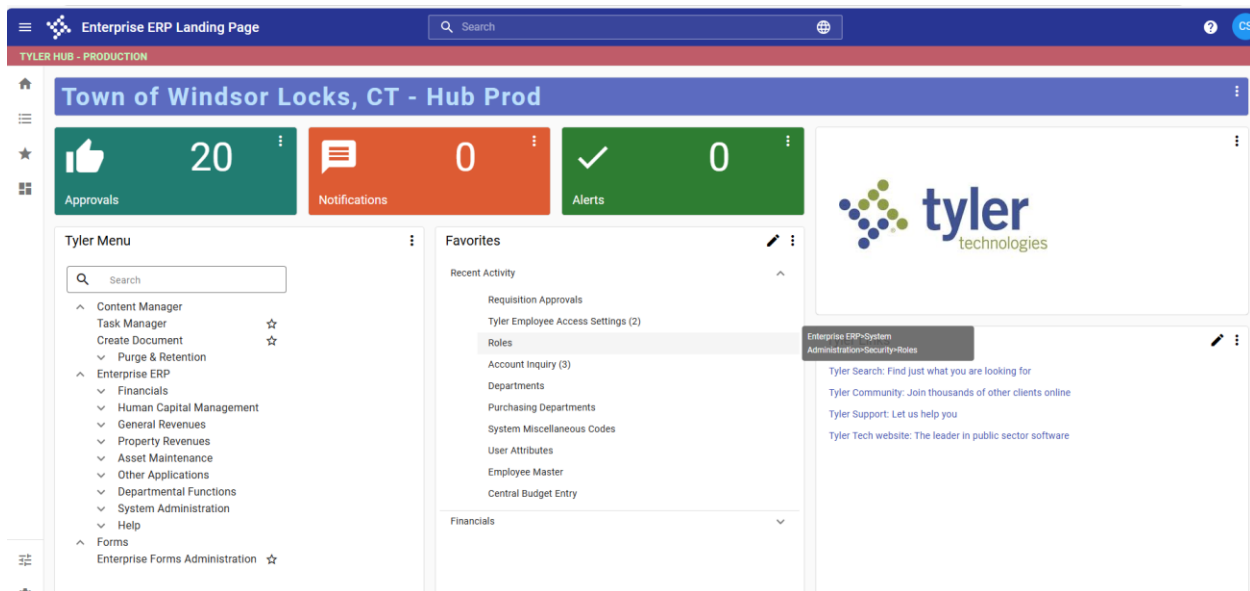 Enterprise ERP Landing Page
Search
?
CS
TYLER HUB - PRODUCTION
Town of Windsor Locks, CT - Hub Prod
20
Approvals
0
Notifications
0
Alerts
tyler
technologies
Tyler Menu
Search
Content Manager
Task Manager
Create Document
Purge & Retention
Enterprise ERP
Financials
Human Capital Management
General Revenues
Property Revenues
Asset Maintenance
Other Applications
Departmental Functions
System Administration
Help
Forms
Enterprise Forms Administration
Favorites
Recent Activity
Requisition Approvals
Tyler Employee Access Settings (2)
Roles
Account Inquiry (3)
Departments
Purchasing Departments
System Miscellaneous Codes
User Attributes
Employee Master
Central Budget Entry
Financials
Enterprise ERP>System
Administration>Security>Roles
Tyler Search: Find just what you are looking for
Tyler Community: Join thousands of other clients online
Tyler Support: Let us help you
Tyler Tech website: The leader in public sector software